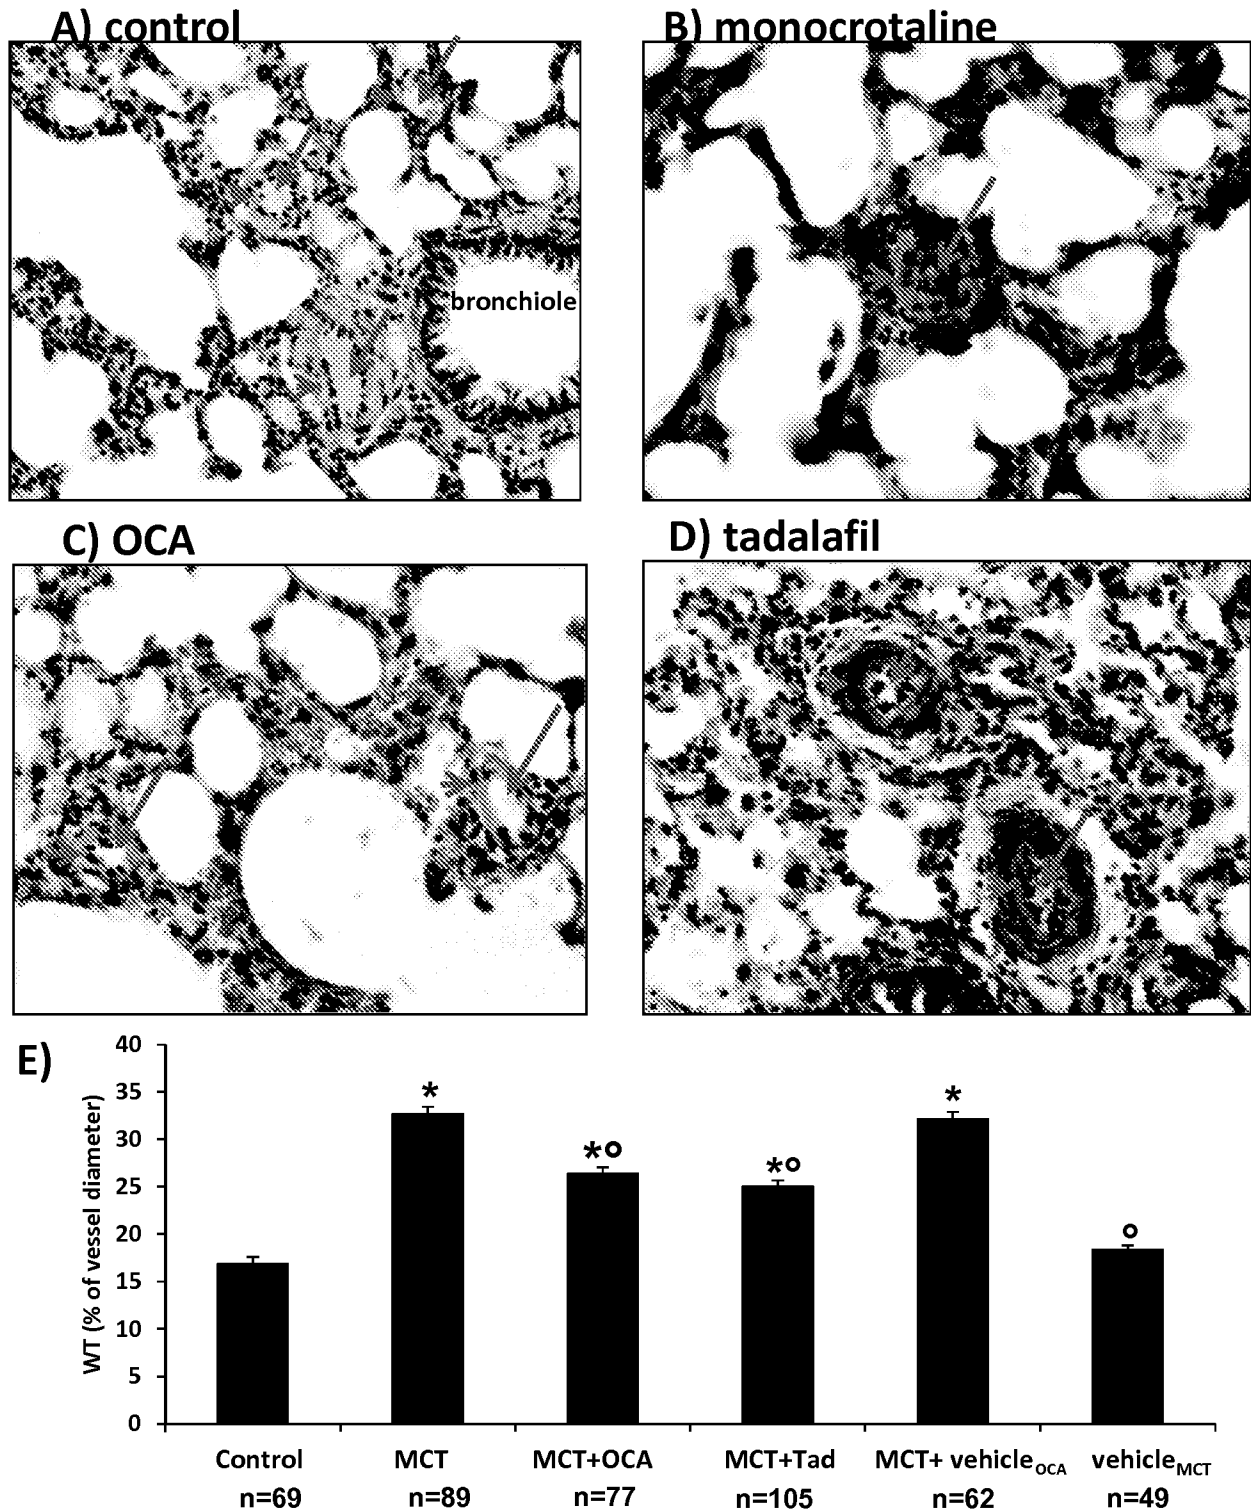 A) control
B) monocrotaline
bronchiole
C) OCA
D) tadalafil
E)
WT (% of vessel diameter)
40
35
30
25
20
15
10
5
0
*
*°
*°
*
°
Control MCT MCT+OCA MCT+Tad MCT+ vehicleOCA vehicleMCT
n=69 n=89 n=77 n=105 n=62 n=49